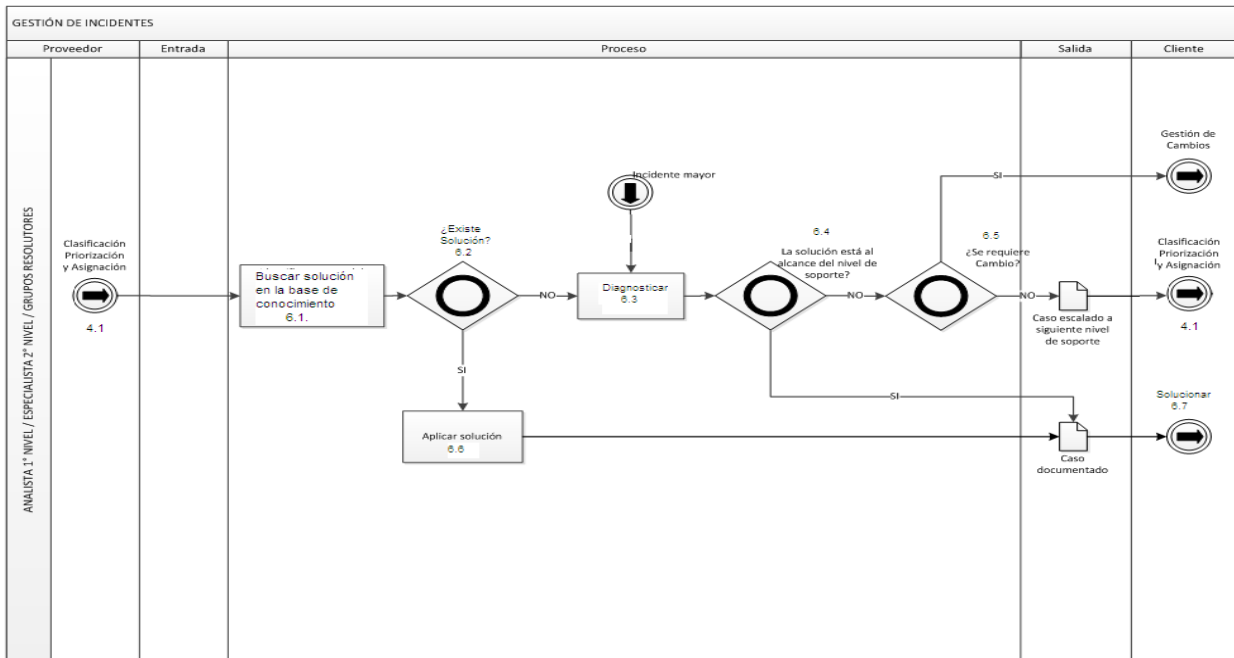 GESTIÓN DE INCIDENTES
Proveedor
Entrada
Proceso
Salida
Cliente
ANALISTA 1° NIVEL / ESPECIALISTA 2° NIVEL / GRUPOS RESOLUTORES
Clasificación
Priorización
y Asignación
4.1
Buscar solución
en la base de
conocimiento
6.1.
¿Existe
Solución?
6.2
NO
SI
Incidente mayor
Diagnosticar
6.3
6.4
La solución está al
alcance del nivel de
soporte?
NO
SI
6.5
¿Se requiere
Cambio?
SI
NO
Aplicar solución
6.6
Caso escalado a
siguiente nivel
de soporte
Caso
documentado
Gestión de
Cambios
Clasificación
Priorización
y Asignación
4.1
Solucionar
6.7